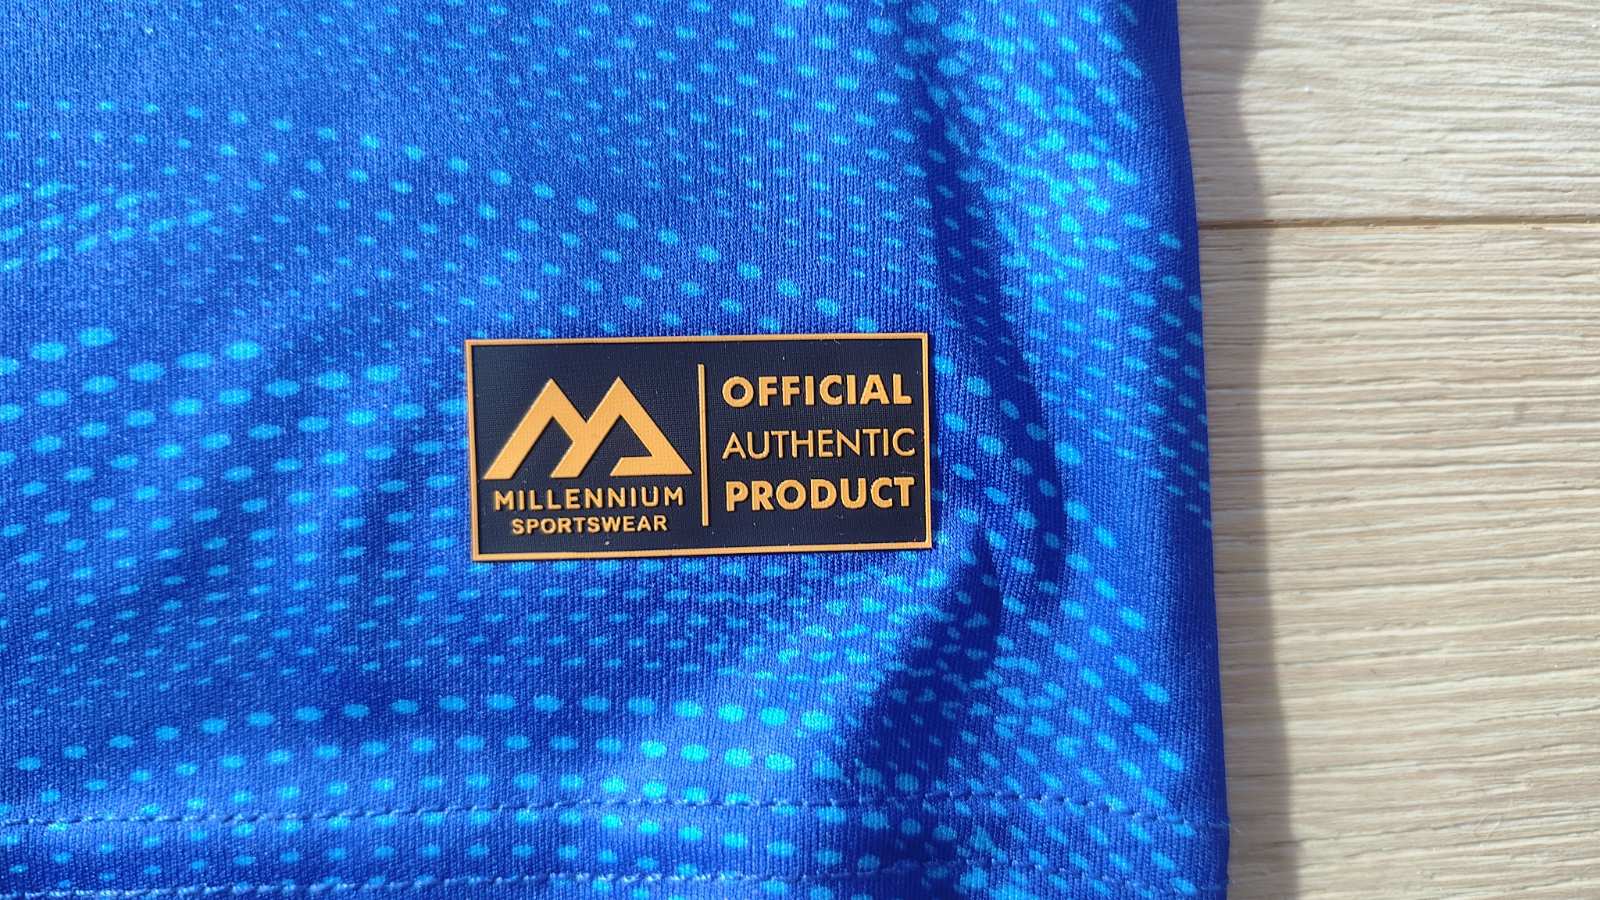 MILLENNIUM
SPORTSWEAR
OFFICIAL
AUTHENTIC
PRODUCT